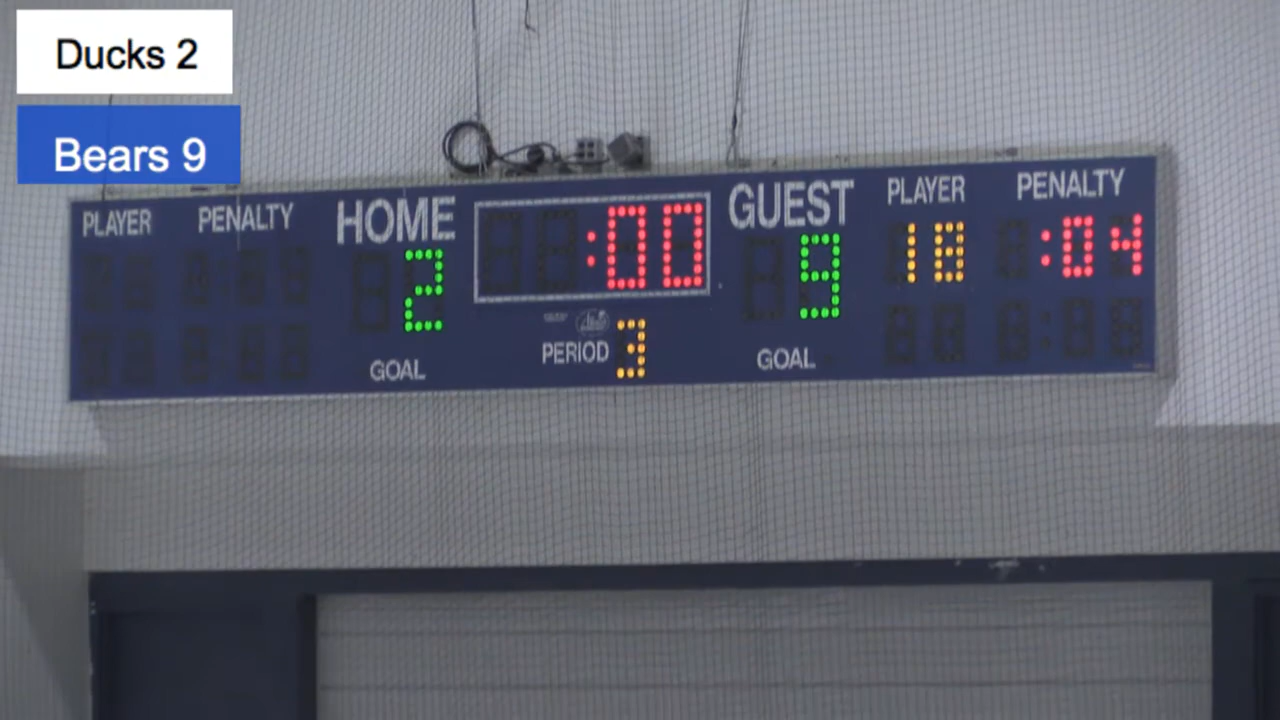 Ducks 2
Bears 9
PLAYER PENALTY HOME :00 GUEST PLAYER PENALTY
2 9 18 :04
PERIOD 3
GOAL GOAL